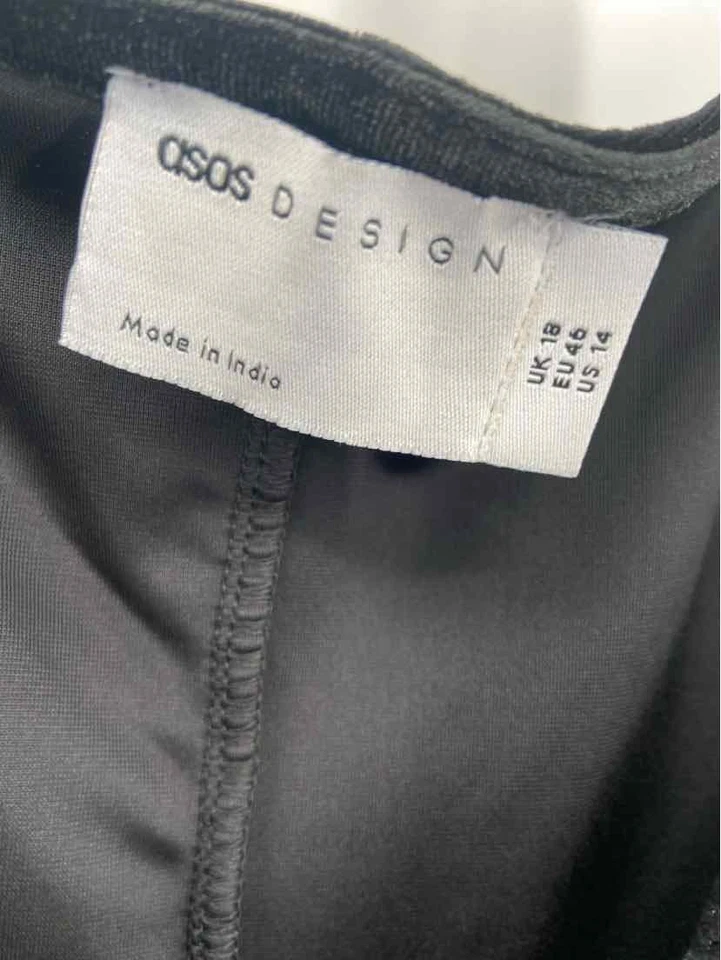 asos DESIGN
Made in India
UK 18
EU 46
US 14